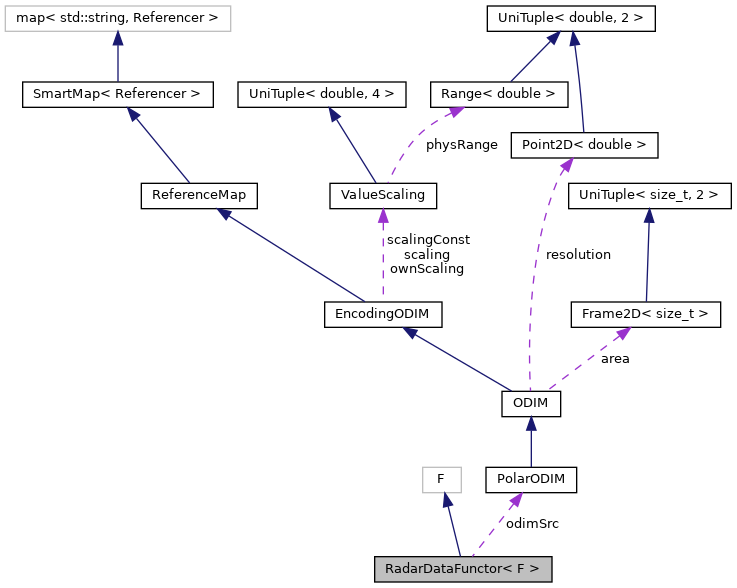 map< std::string, Referencer >
UniTuple< double, 2 >
SmartMap< Referencer >
UniTuple< double, 4 >
Range< double >
physRange
Point2D< double >
ReferenceMap
ValueScaling
UniTuple< size_t, 2 >
scalingConst
scaling
ownScaling
resolution
EncodingODIM
Frame2D< size_t >
area
ODIM
F
PolarODIM
odimSrc
RadarDataFunctor< F >